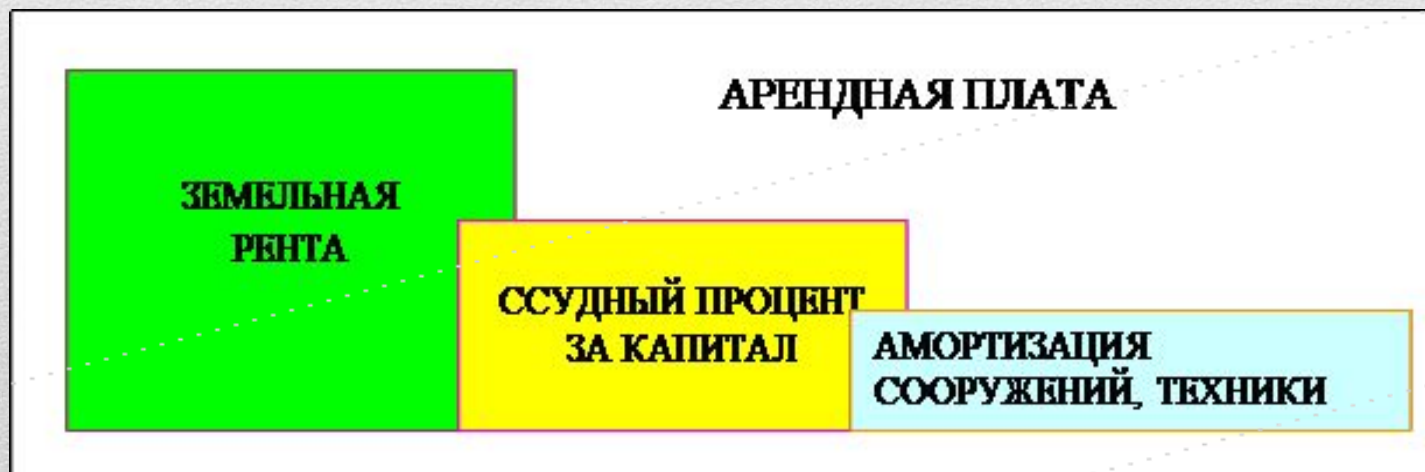 АРЕНДНАЯ ПЛАТА
ЗЕМЕЛЬНАЯ
РЕНТА
ССУДНЫЙ ПРОЦЕНТ
ЗА КАПИТАЛ
АМОРТИЗАЦИЯ
СООРУЖЕНИЙ, ТЕХНИКИ